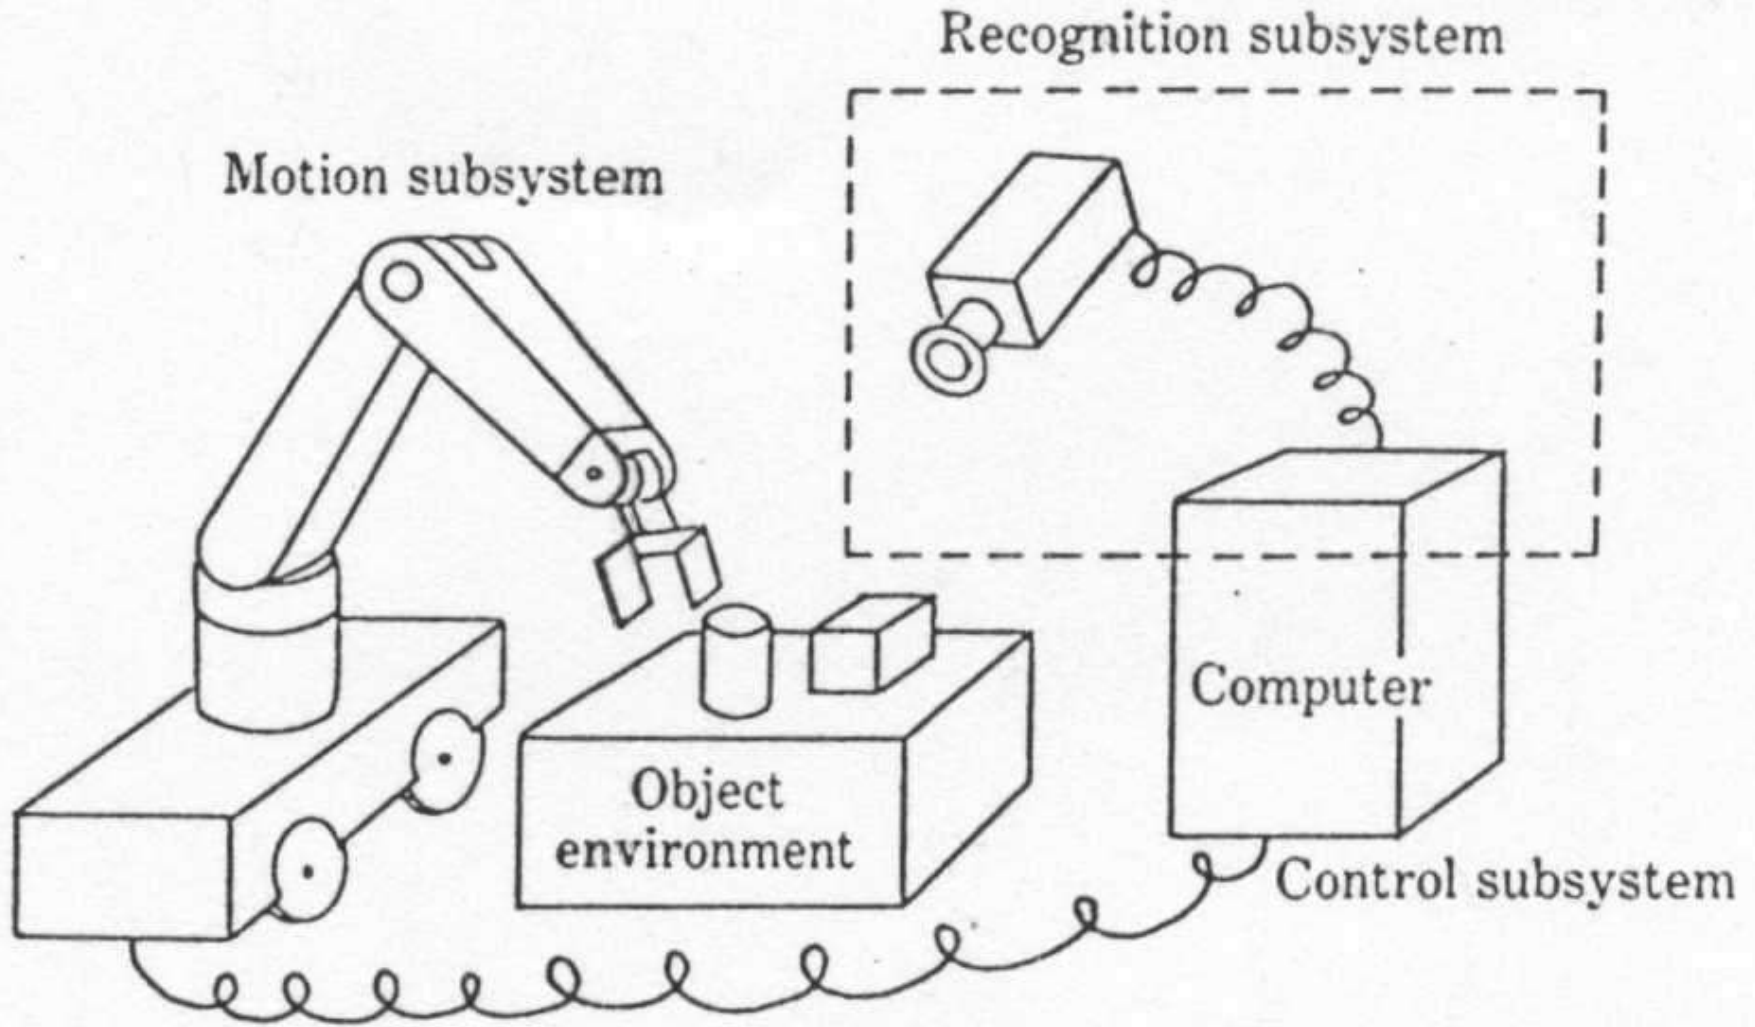 Recognition subsystem
Motion subsystem
Computer
Object
environment
Control subsystem